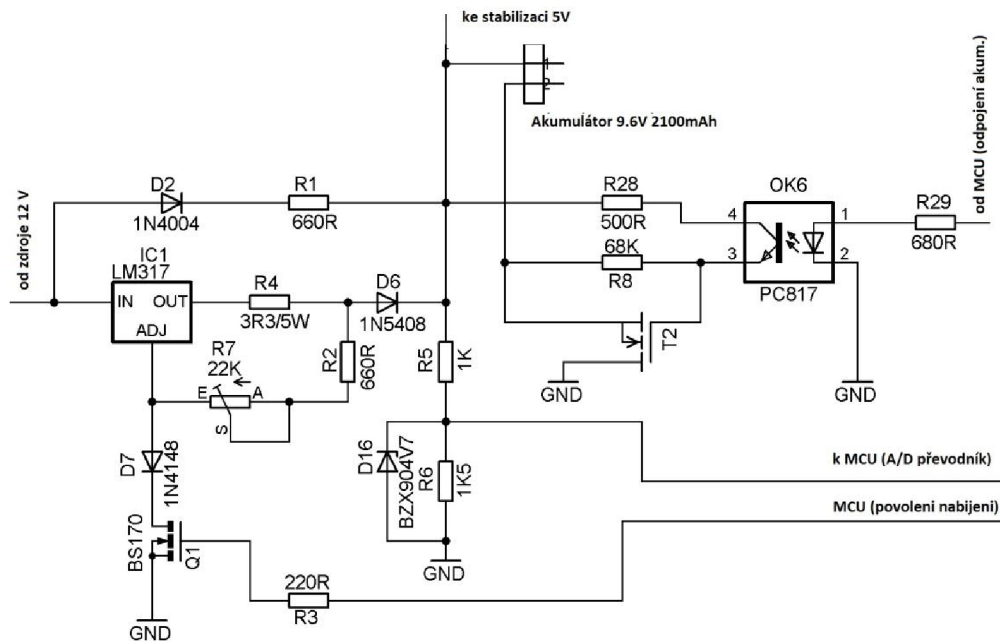 ke stabilizaci 5V
1
2
Akumulátor 9.6V 2100mAh
od MCU (odpojení akum.)
od zdroje 12 V
D2
1N4004
R1
660R
R28
500R
OK6
4
1
3
2
PC817
R29
680R
68K
R8
IC1
LM317
IN
OUT
ADJ
R4
3R3/5W
D6
1N5408
R2
660R
R5
1K
T2
GND
GND
R7
22K
E
A
S
D7
1N4148
D16
BZX904V7
R6
1K5
k MCU (A/D převodník)
MCU (povoleni nabijeni)
BS170
Q1
GND
220R
R3
GND